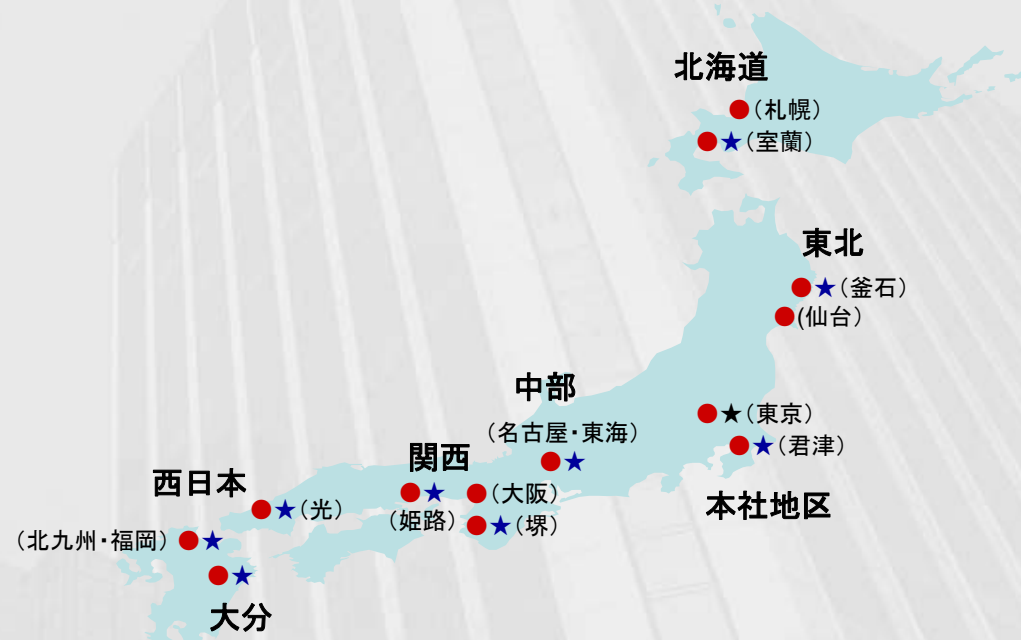 北海道
●（札幌）
●★（室蘭）
東北
●★（釜石）
●(仙台）
中部
（名古屋・東海）
●★
●★（東京）
●★（君津）
本社地区
関西
●★
（姫路）
●（大阪）
●★（堺）
西日本
●★（光）
（北九州・福岡）●★
●★
大分